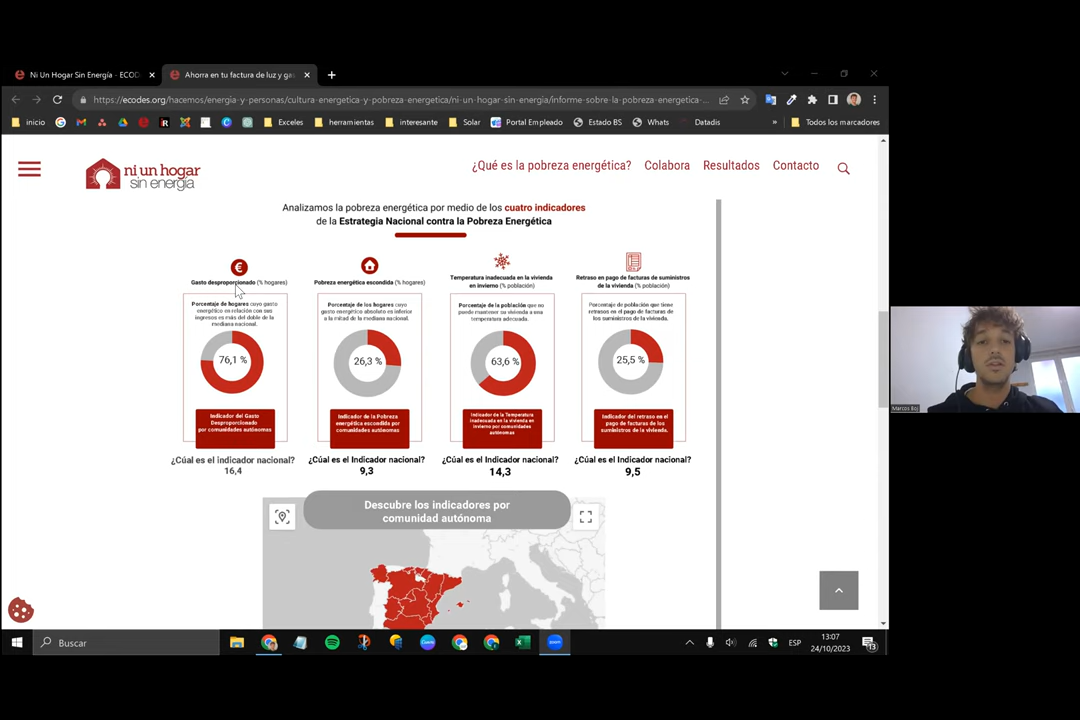 Ni Un Hogar Sin Energía - ECOD
Ahorra en tu factura de luz y ga
https://ecodes.org/hacemos/energia-y-personas/cultura-energetica-y-pobreza-energetica/ni-un-hogar-sin-energia/informe-sobre-la-pobreza-energetica-...
inicio
Exceles
herramientas
interesante
Solar
Portal Empleado
Estado BS
Whats
Datadis
»
Todos los marcadores
ni un hogar
sin energía
¿Qué es la pobreza energética?
Colabora
Resultados
Contacto
Analizamos la pobreza energética por medio de los cuatro indicadores
de la Estrategia Nacional contra la Pobreza Energética
Gasto desproporcionado (% hogares)
Porcentaje de hogares cuyo gasto
energético en relación con sus
ingresos es más del doble de la
mediana nacional.
76,1 %
Indicador del Gasto
Desproporcionado
por comunidades autónomas
¿Cúal es el Indicador nacional?
16,4
Pobreza energética escondida (% hogares)
Porcentaje de los hogares cuyo
gasto energético absoluto es inferior
a la mitad de la mediana nacional.
26,3 %
Indicador de la Pobreza
energética escondida por
comunidades autónomas
¿Cúal es el Indicador nacional?
9,3
Temperatura inadecuada en la vivienda
en invierno (% población)
Porcentaje de la población que no
puede mantener su vivienda a una
temperatura adecuada.
63,6 %
Indicador de la Temperatura
inadecuada en la vivienda en
invierno por comunidades
autónomas
¿Cúal es el Indicador nacional?
14,3
Retraso en pago de facturas de suministros
de la vivienda (% población)
Porcentaje de población que tiene
retrasos en el pago de facturas de
los suministros de la vivienda.
25,5 %
Indicador del retraso en el
pago de facturas de los
suministros de la vivienda.
¿Cúal es el Indicador nacional?
9,5
Descubre los indicadores por
comunidad autónoma
Marcos Boj
Buscar
ESP
13:07
24/10/2023
13